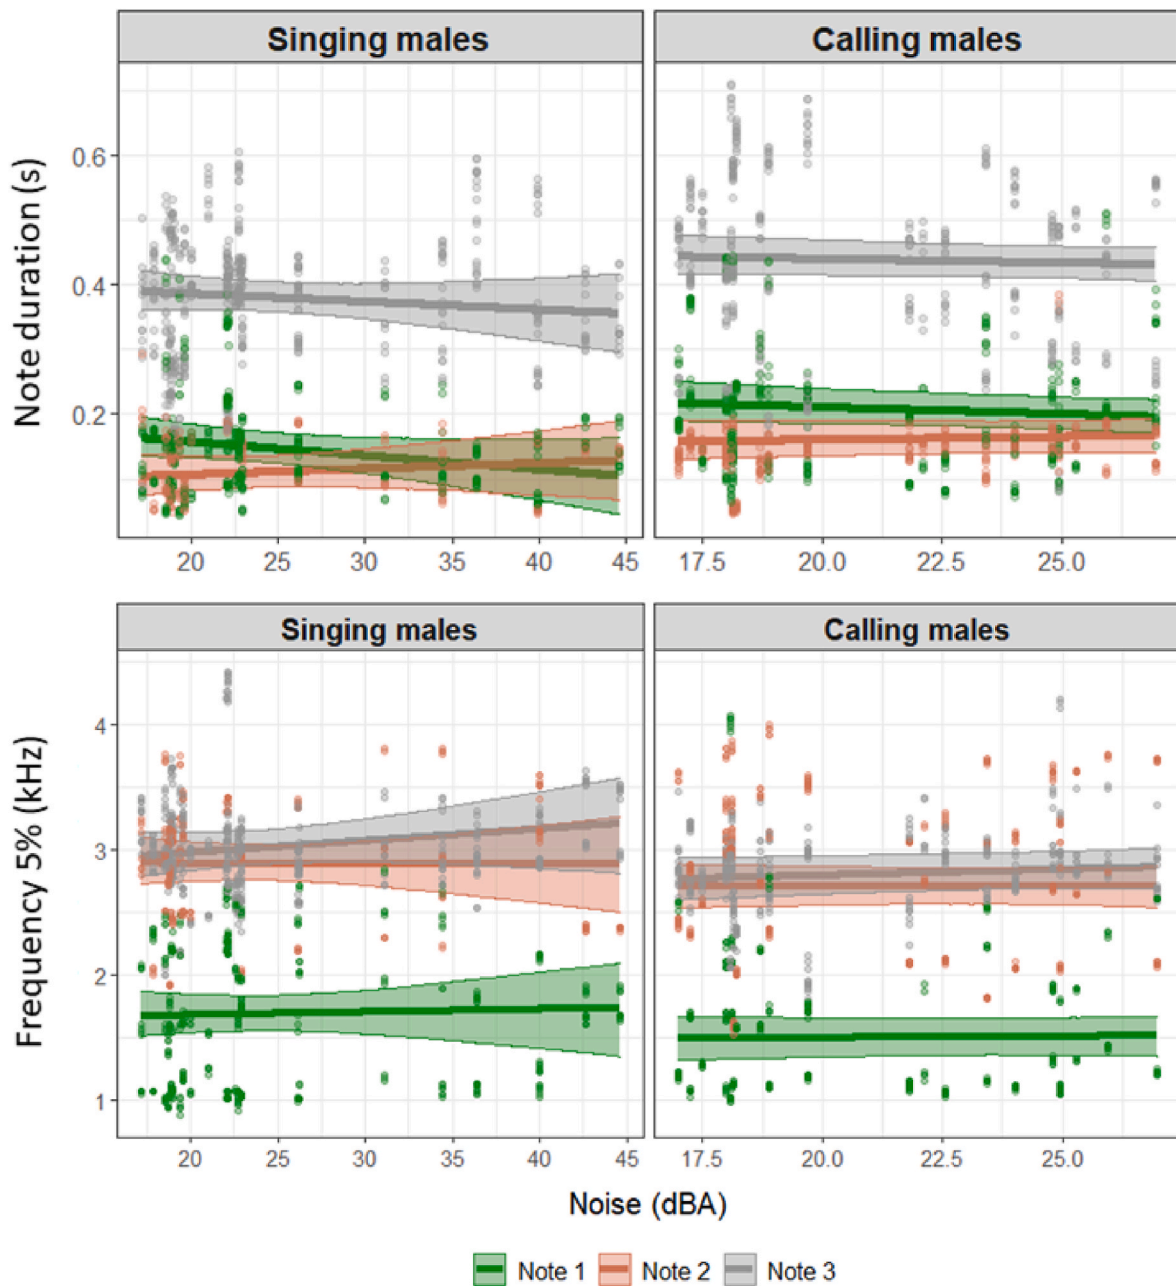 Singing males Calling males
Note duration (s)
0.6
0.4
0.2
20 25 30 35 40 45 17.5 20.0 22.5 25.0
Singing males Calling males
Frequency 5% (kHz)
4
3
2
1
20 25 30 35 40 45 17.5 20.0 22.5 25.0
Noise (dBA)
Note 1 Note 2 Note 3